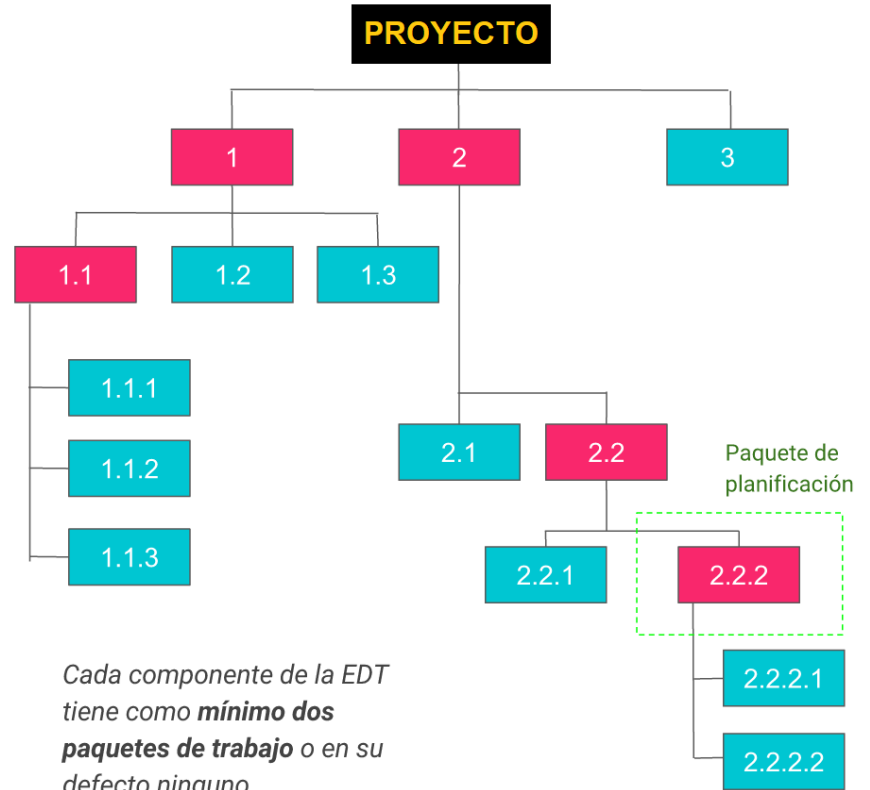 PROYECTO
1
2
3
1.1
1.2
1.3
1.1.1
1.1.2
1.1.3
2.1
2.2
Paquete de
planificación
2.2.1
2.2.2
2.2.2.1
2.2.2.2
Cada componente de la EDT
tiene como mínimo dos
paquetes de trabajo o en su
defecto ninguno